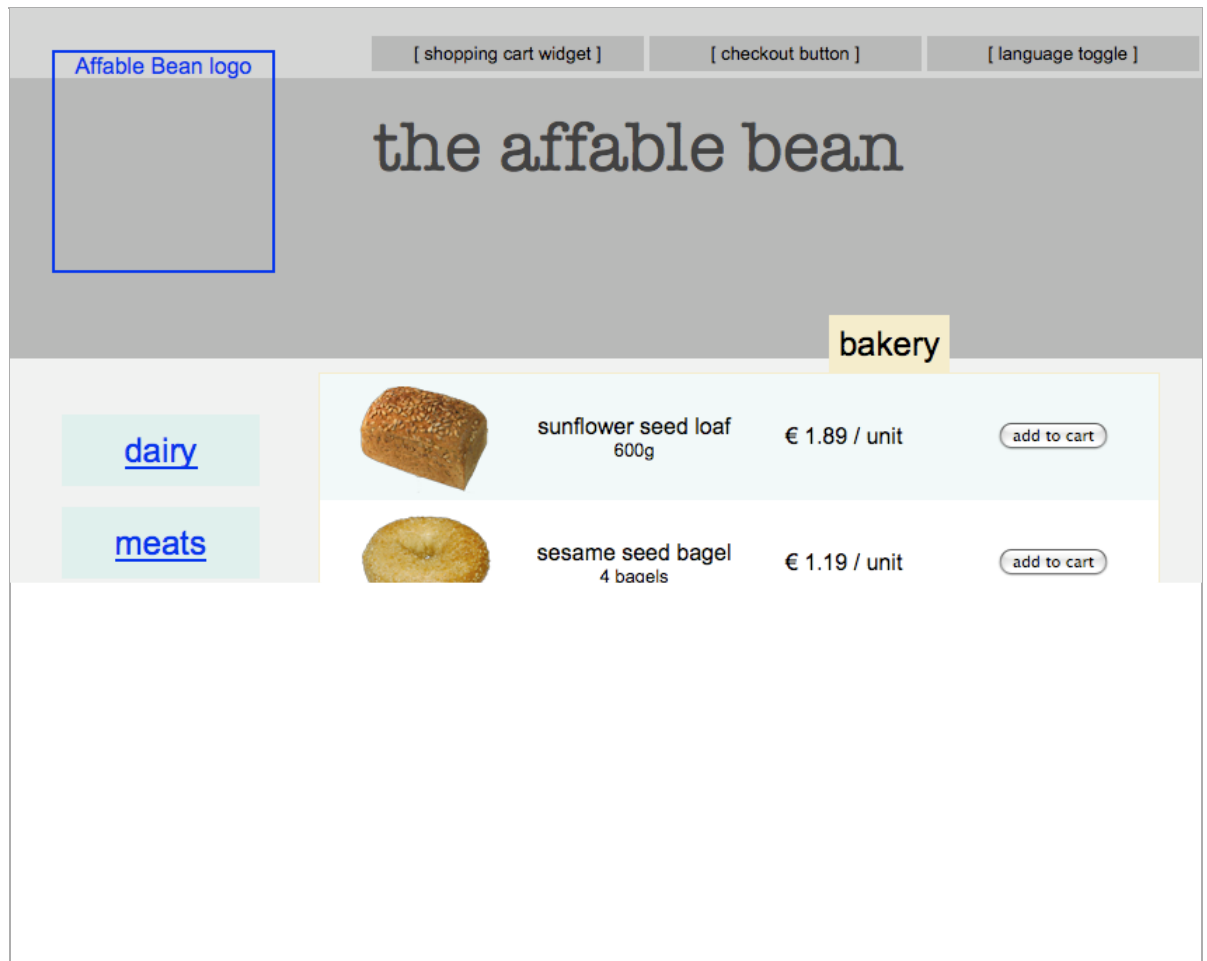 Affable Bean logo
[ shopping cart widget ]
[ checkout button ]
[ language toggle ]
the affable bean
bakery
dairy
meats
sunflower seed loaf
600g
€ 1.89 / unit
add to cart
sesame seed bagel
4 bagels
€ 1.19 / unit
add to cart